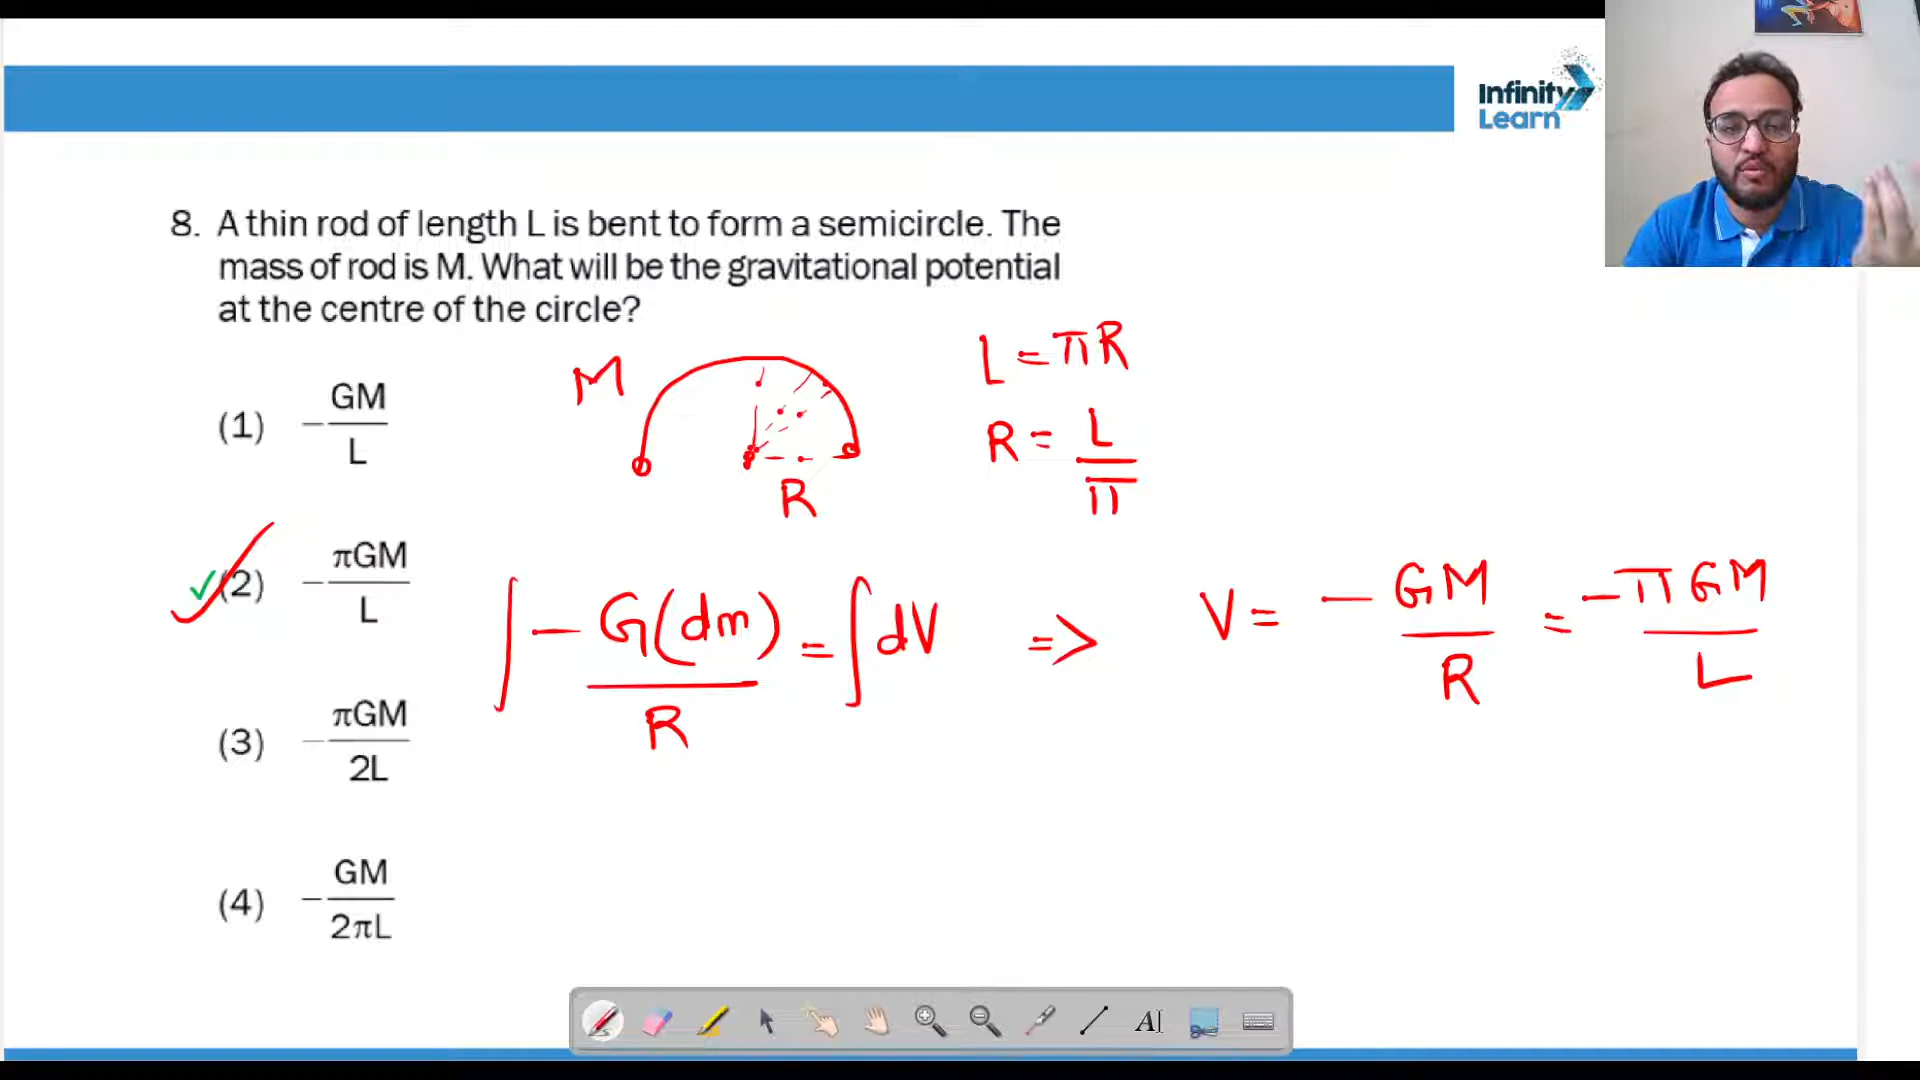 Infinity
Learn
8. A thin rod of length L is bent to form a semicircle. The
mass of rod is M. What will be the gravitational potential
at the centre of the circle?
M
R
L = πR
R = L/π
(1) -GM/L
✓(2) -πGM/L
(3) -πGM/2L
(4) -GM/2πL
∫ -G(dm)/R = ∫dV => V = -GM/R = -πGM/L
A